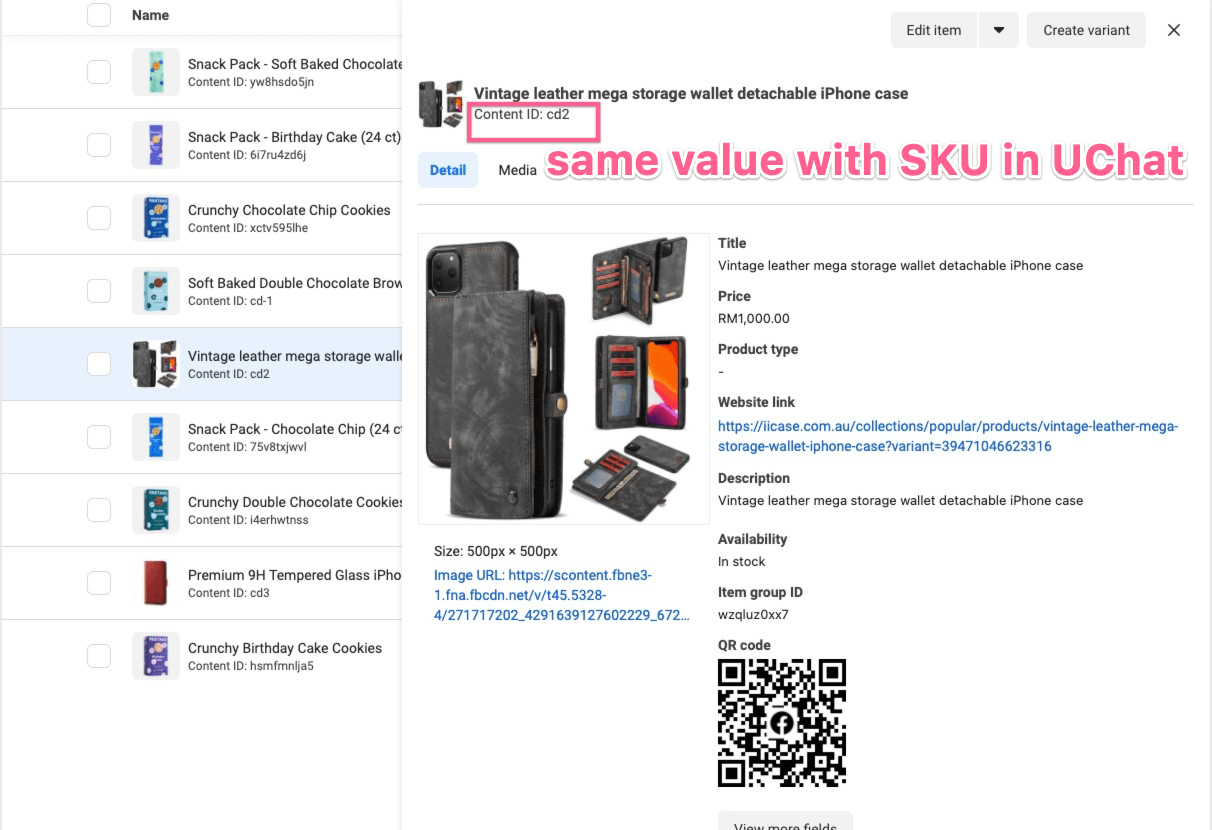 Name
Snack Pack - Soft Baked Chocolate
Content ID: yw8hsdo5jn
Snack Pack - Birthday Cake (24 ct)
Content ID: 6i7ru4zd6j
Crunchy Chocolate Chip Cookies
Content ID: xctv595lhe
Soft Baked Double Chocolate Brow
Content ID: cd-1
Vintage leather mega storage walle
Content ID: cd2
Snack Pack - Chocolate Chip (24 c
Content ID: 75v8txjwvl
Crunchy Double Chocolate Cookies
Content ID: i4erhwtnss
Premium 9H Tempered Glass iPho
Content ID: cd3
Crunchy Birthday Cake Cookies
Content ID: hsmfmnlja5
Edit item
Create variant
Vintage leather mega storage wallet detachable iPhone case
Content ID: cd2
same value with SKU in UChat
Detail
Media
Size: 500px × 500px
Image URL: https://scontent.fbne3-
1.fna.fbcdn.net/v/t45.5328-
4/271717202_4291639127602229_672...
Title
Vintage leather mega storage wallet detachable iPhone case
Price
RM1,000.00
Product type
-
Website link
https://iicase.com.au/collections/popular/products/vintage-leather-mega-
storage-wallet-iphone-case?variant=39471046623316
Description
Vintage leather mega storage wallet detachable iPhone case
Availability
In stock
Item group ID
wzqluz0xx7
QR code
View more fields